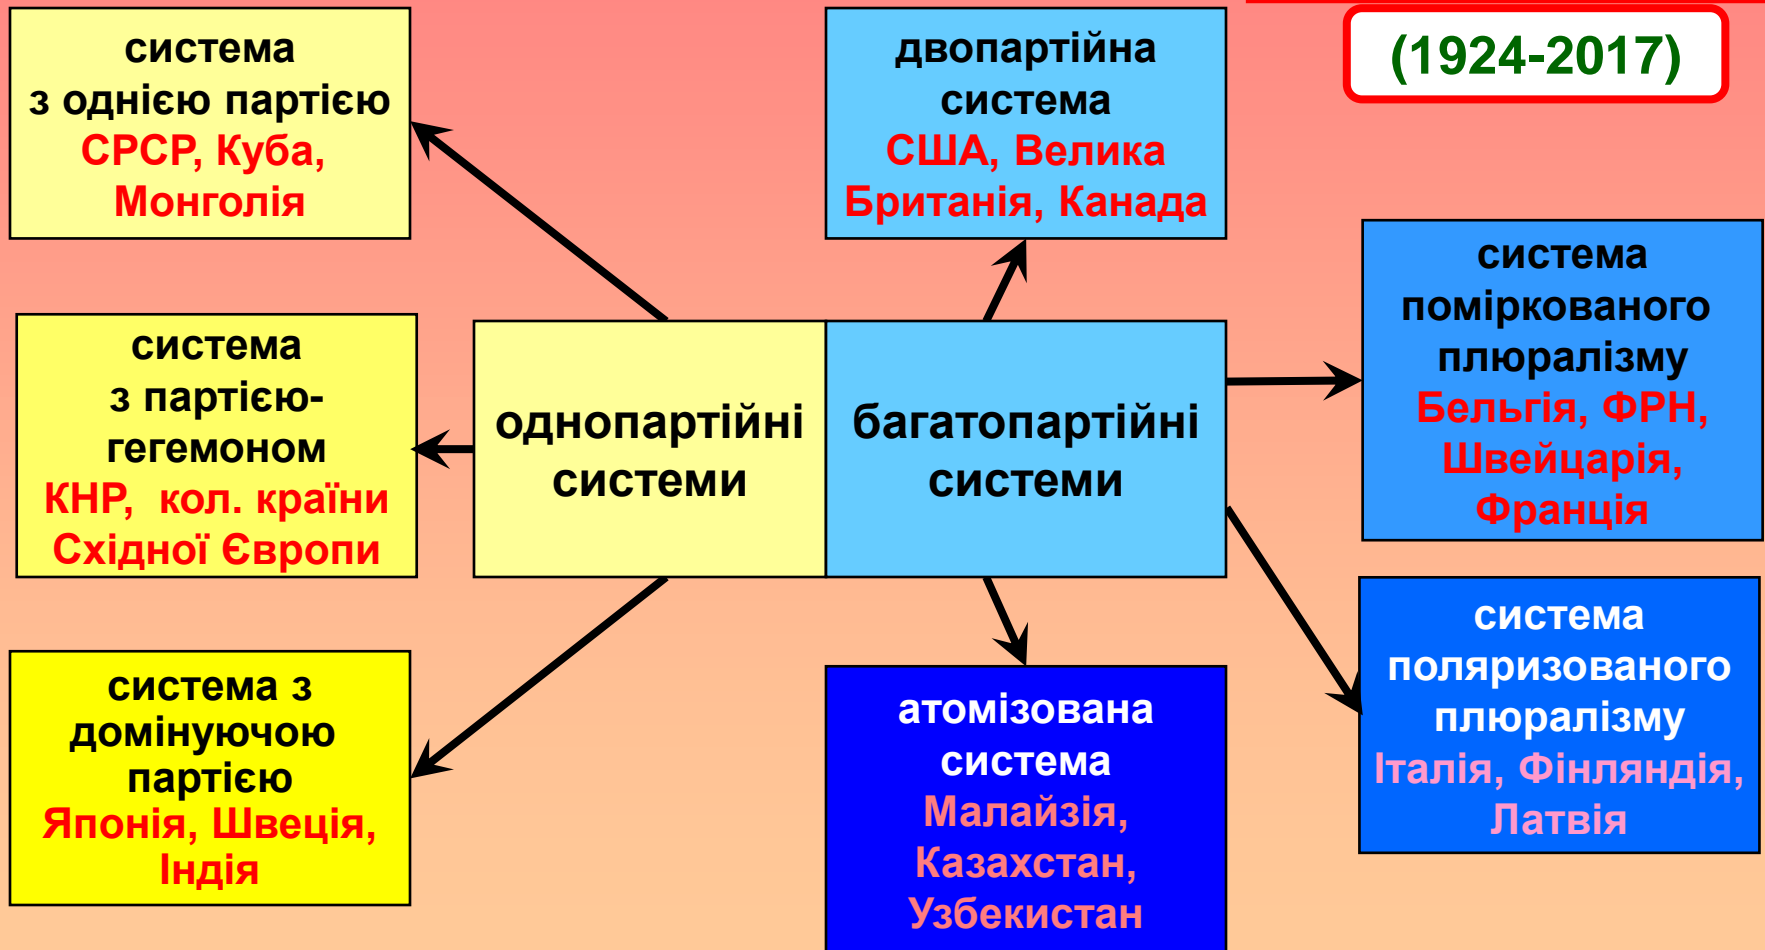 (1924-2017)
система
з однією партією
СРСР, Куба,
Монголія
двопартійна
система
США, Велика
Британія, Канада
система
поміркованого
плюралізму
Бельгія, ФРН,
Швейцарія,
Франція
система
з партією-
гегемоном
КНР, кол. країни
Східної Європи
однопартійні
системи
багатопартійні
системи
система
поляризованого
плюралізму
Італія, Фінляндія,
Латвія
система з
домінуючою
партією
Японія, Швеція,
Індія
атомізована
система
Малайзія,
Казахстан,
Узбекистан